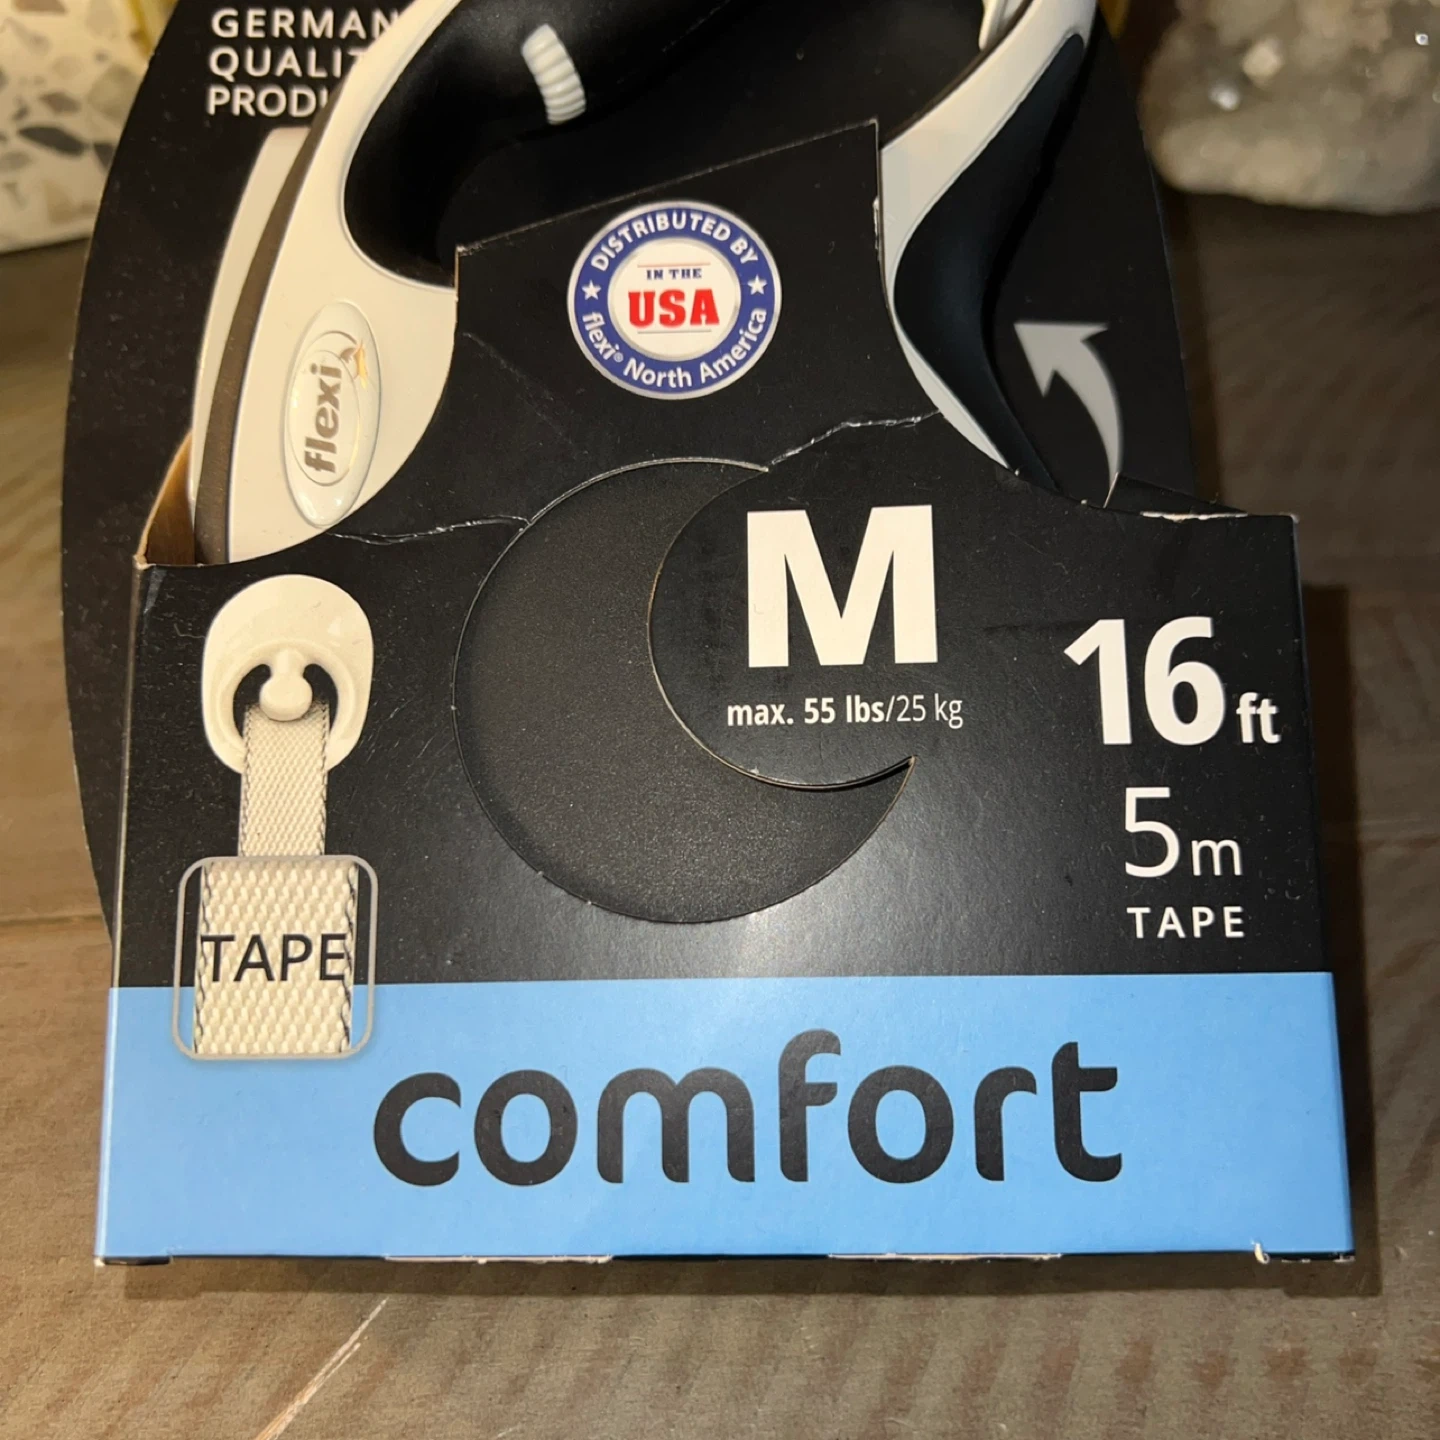 GERMAN
QUALIT
PROD
DISTRIBUTED BY
IN THE
USA
flexi® North America
flexi
M
max. 55 lbs/25 kg
16 ft
5 m
TAPE
TAPE
comfort